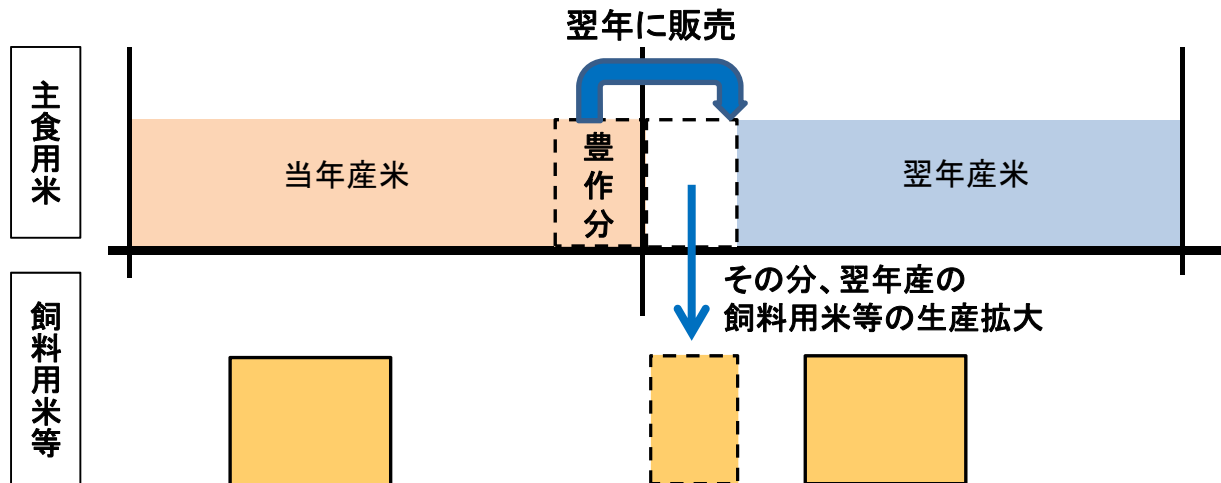 翌年に販売
主食用米
当年産米
豊作分
翌年産米
その分、翌年産の
飼料用米等の生産拡大
飼料用米等